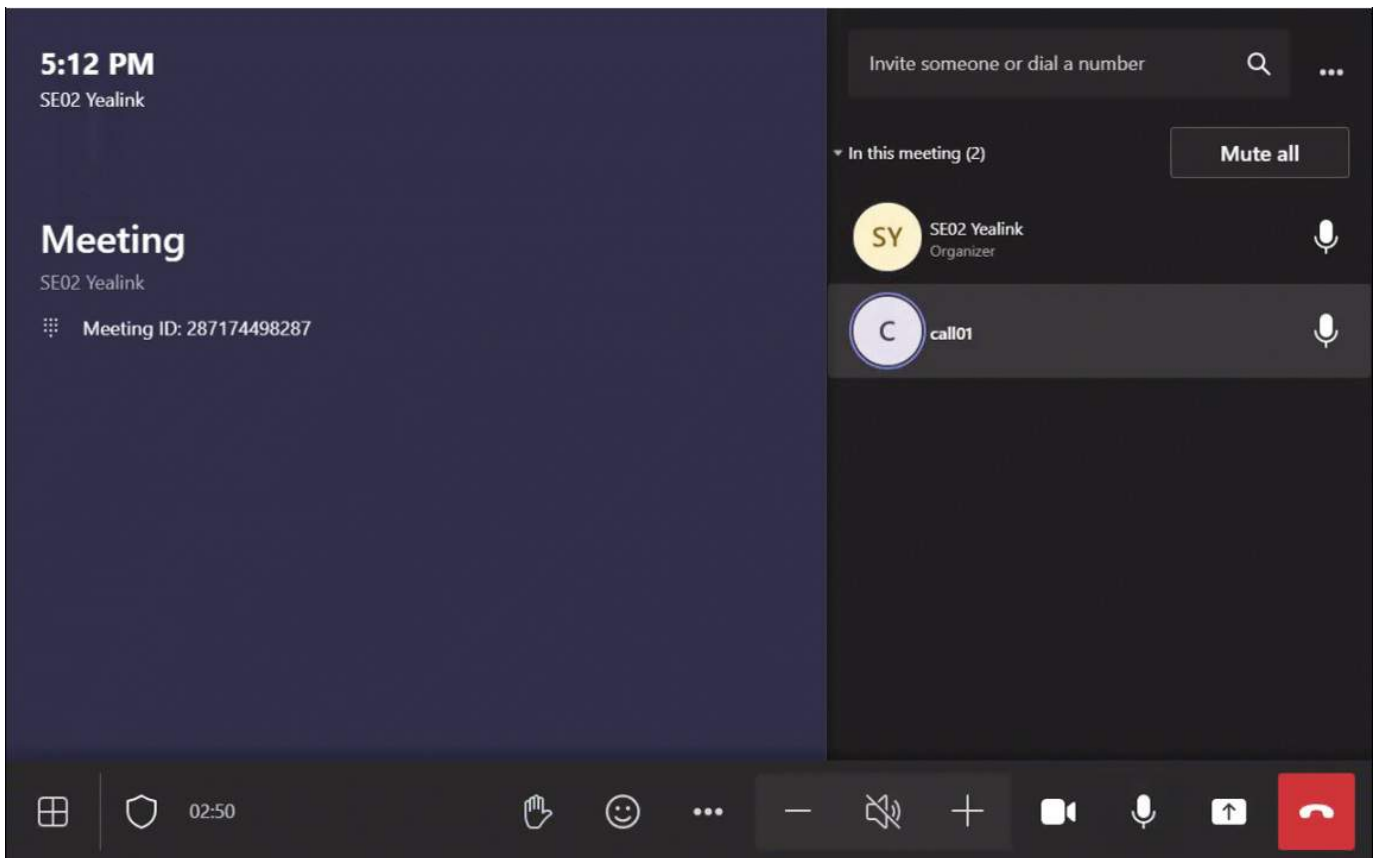 5:12 PM
SE02 Yealink
Meeting
SE02 Yealink
Meeting ID: 287174498287
Invite someone or dial a number
In this meeting (2)
Mute all
SY
SE02 Yealink
Organizer
C
call01
02:50